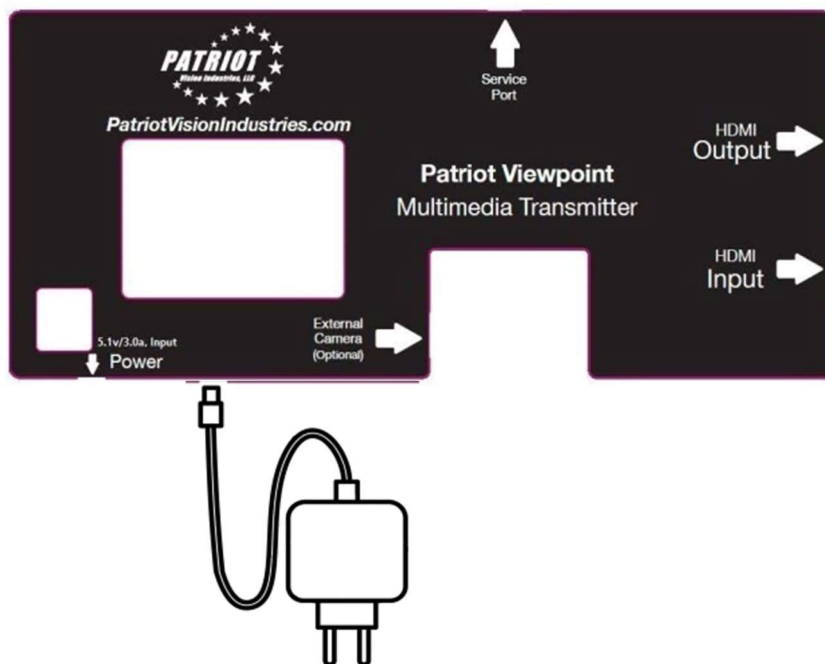 PATRIOT
Vision Industries, LLC
PatriotVisionIndustries.com
Service
Port
HDMI
Output
Patriot Viewpoint
Multimedia Transmitter
HDMI
Input
External
Camera
(Optional)
5.1v/3.0a, Input
Power